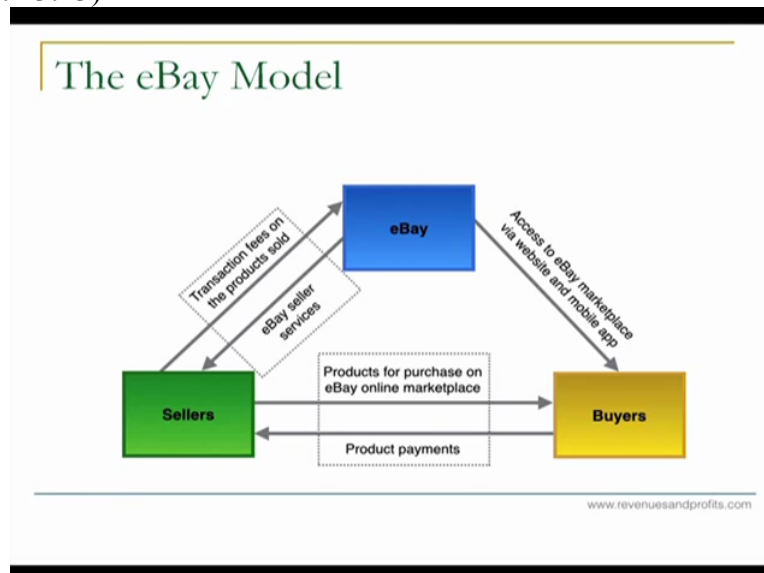 The eBay Model
eBay
Transaction fees on
the products sold
eBay seller
services
Access to eBay marketplace
via website and mobile app
Products for purchase on
eBay online marketplace
Sellers
Buyers
Product payments
www.revenuesandprofits.com